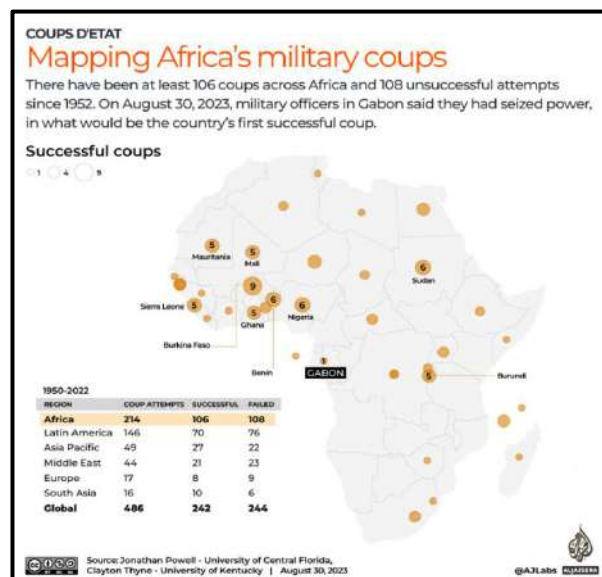 COUPS D'ETAT
Mapping Africa's military coups
There have been at least 106 coups across Africa and 108 unsuccessful attempts
since 1952. On August 30, 2023, military officers in Gabon said they had seized power,
in what would be the country's first successful coup.
Successful coups
1 4 9
5
Mauritania
5
Mali
6
Sudan
9
6
6
Sierra Leone 5
5
Ghana
Nigeria
Burkina Faso
Benin
1
GABON
5
Burundi
1950-2022
REGION COUP ATTEMPTS SUCCESSFUL FAILED
Africa 214 106 108
Latin America 146 70 76
Asia Pacific 49 27 22
Middle East 44 21 23
Europe 17 8 9
South Asia 16 10 6
Global 486 242 244
Source: Jonathan Powell - University of Central Florida,
Clayton Thyne - University of Kentucky | August 30, 2023
@AJLabs ALJAZEERA